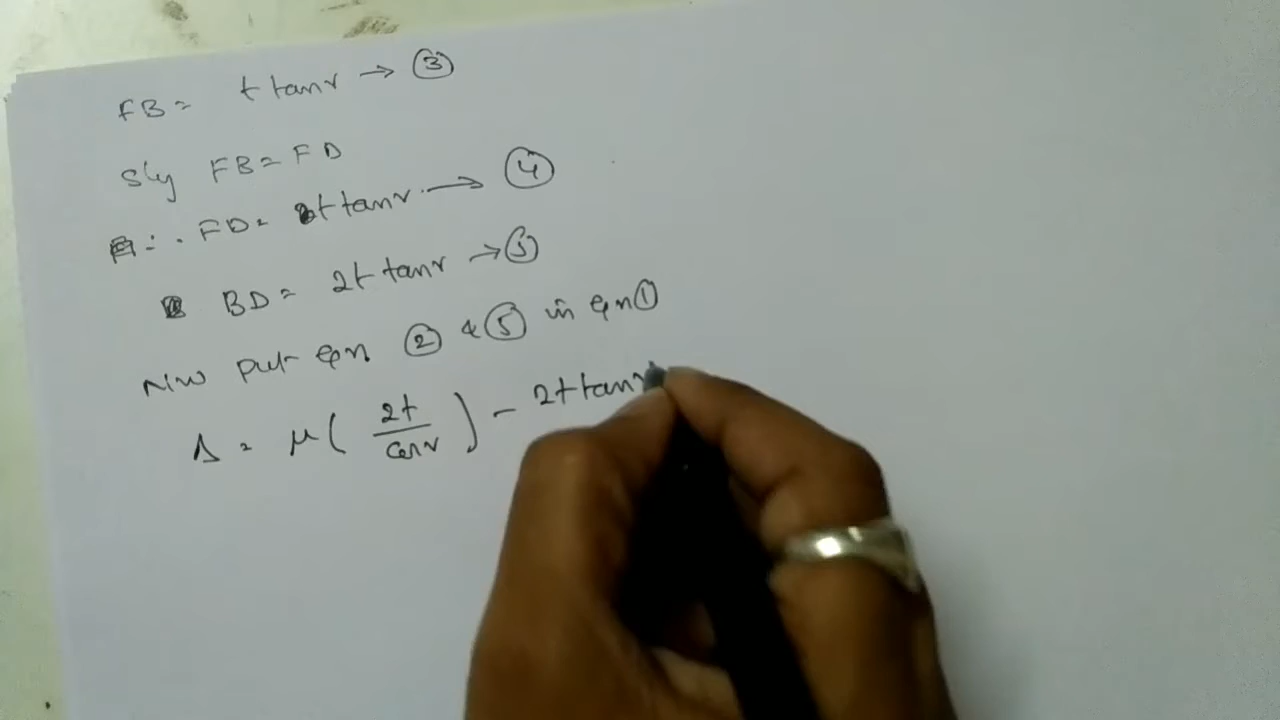 FB = t tanr → ③
Sly FB = FD
∴ FD = t tanr → ④
BD = 2t tanr → ⑤
Now put eqn ② & ⑤ in eqn ①
Δ = μ ( 2t / cosr ) - 2t tanr